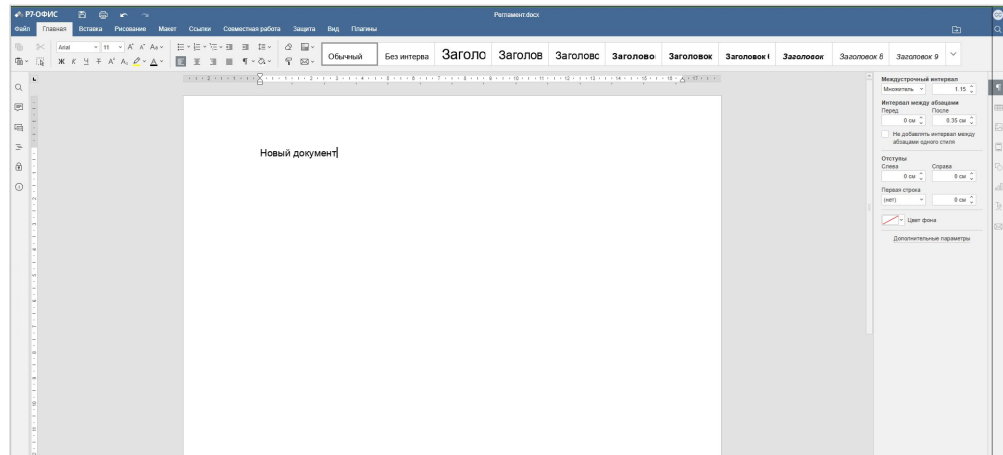 Р7-ОФИС
Регламент.docx
Файл Главная Вставка Рисование Макет Ссылки Совместная работа Защита Вид Плагины
Arial 11
Ж К Ч
Обычный Без интерва Заголо Заголов Заголовс Заголово Заголовок Заголовок Заголовок Заголовок 8 Заголовок 9
Междустрочный интервал
Множитель 1.15
Интервал между абзацами
Перед После
0 см 0.35 см
Не добавлять интервал между
абзацами одного стиля
Отступы
Слева Справа
0 см 0 см
Первая строка
(нет) 0 см
Цвет фона
Дополнительные параметры
Новый документ